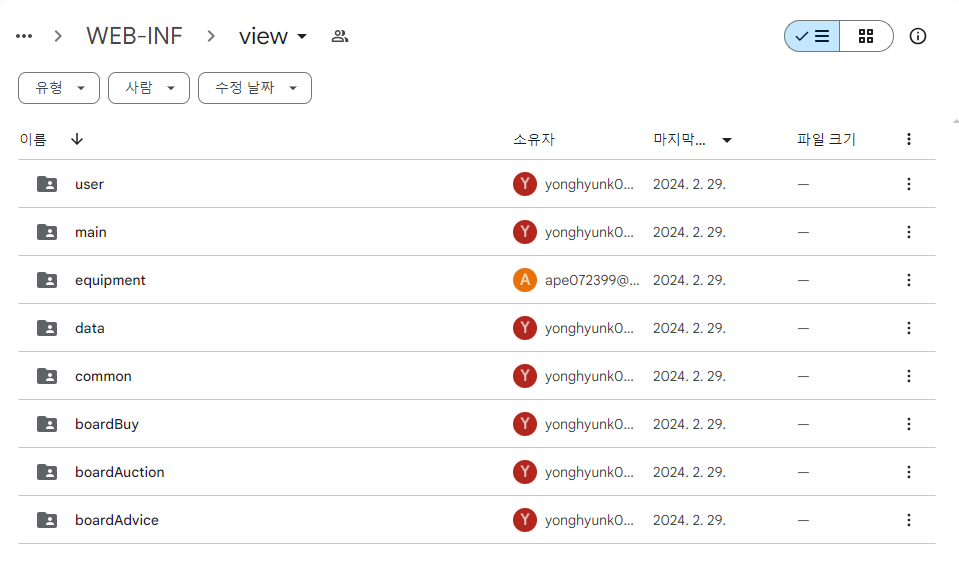 WEB-INF view
유형 사람 수정 날짜
이름 소유자 마지막... 파일 크기
user Y yonghyunk0... 2024. 2. 29. —
main Y yonghyunk0... 2024. 2. 29. —
equipment A ape072399@... 2024. 2. 29. —
data Y yonghyunk0... 2024. 2. 29. —
common Y yonghyunk0... 2024. 2. 29. —
boardBuy Y yonghyunk0... 2024. 2. 29. —
boardAuction Y yonghyunk0... 2024. 2. 29. —
boardAdvice Y yonghyunk0... 2024. 2. 29. —